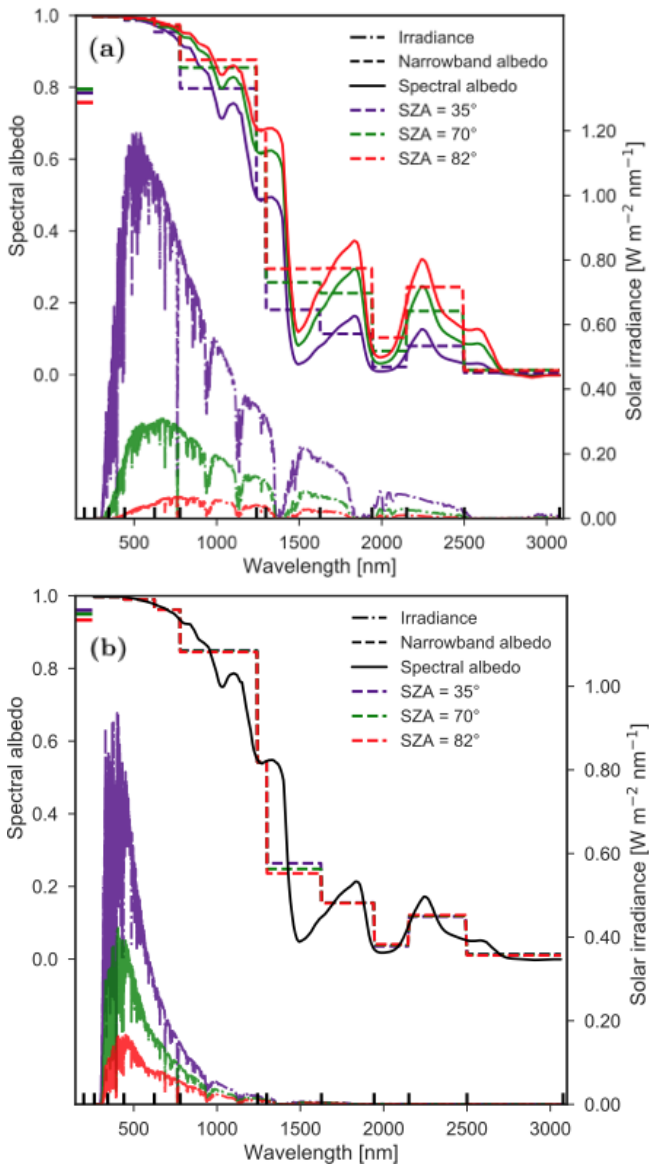 (a)
Irradiance
Narrowband albedo
Spectral albedo
SZA = 35°
SZA = 70°
SZA = 82°
1.0
0.8
0.6
0.4
0.2
0.0
Spectral albedo
1.20
1.00
0.80
0.60
0.40
0.20
0.00
Solar irradiance [W m−2 nm−1]
500 1000 1500 2000 2500 3000
Wavelength [nm]
(b)
Irradiance
Narrowband albedo
Spectral albedo
SZA = 35°
SZA = 70°
SZA = 82°
1.0
0.8
0.6
0.4
0.2
0.0
Spectral albedo
1.00
0.80
0.60
0.40
0.20
0.00
Solar irradiance [W m−2 nm−1]
500 1000 1500 2000 2500 3000
Wavelength [nm]